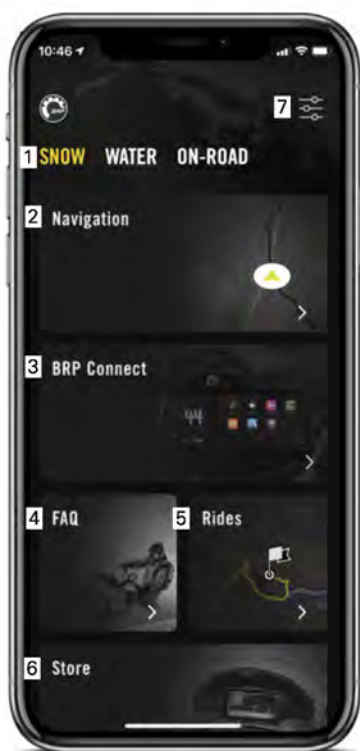 10:46
7
1 SNOW WATER ON-ROAD
2 Navigation
3 BRP Connect
44
4 FAQ
5 Rides
6 Store